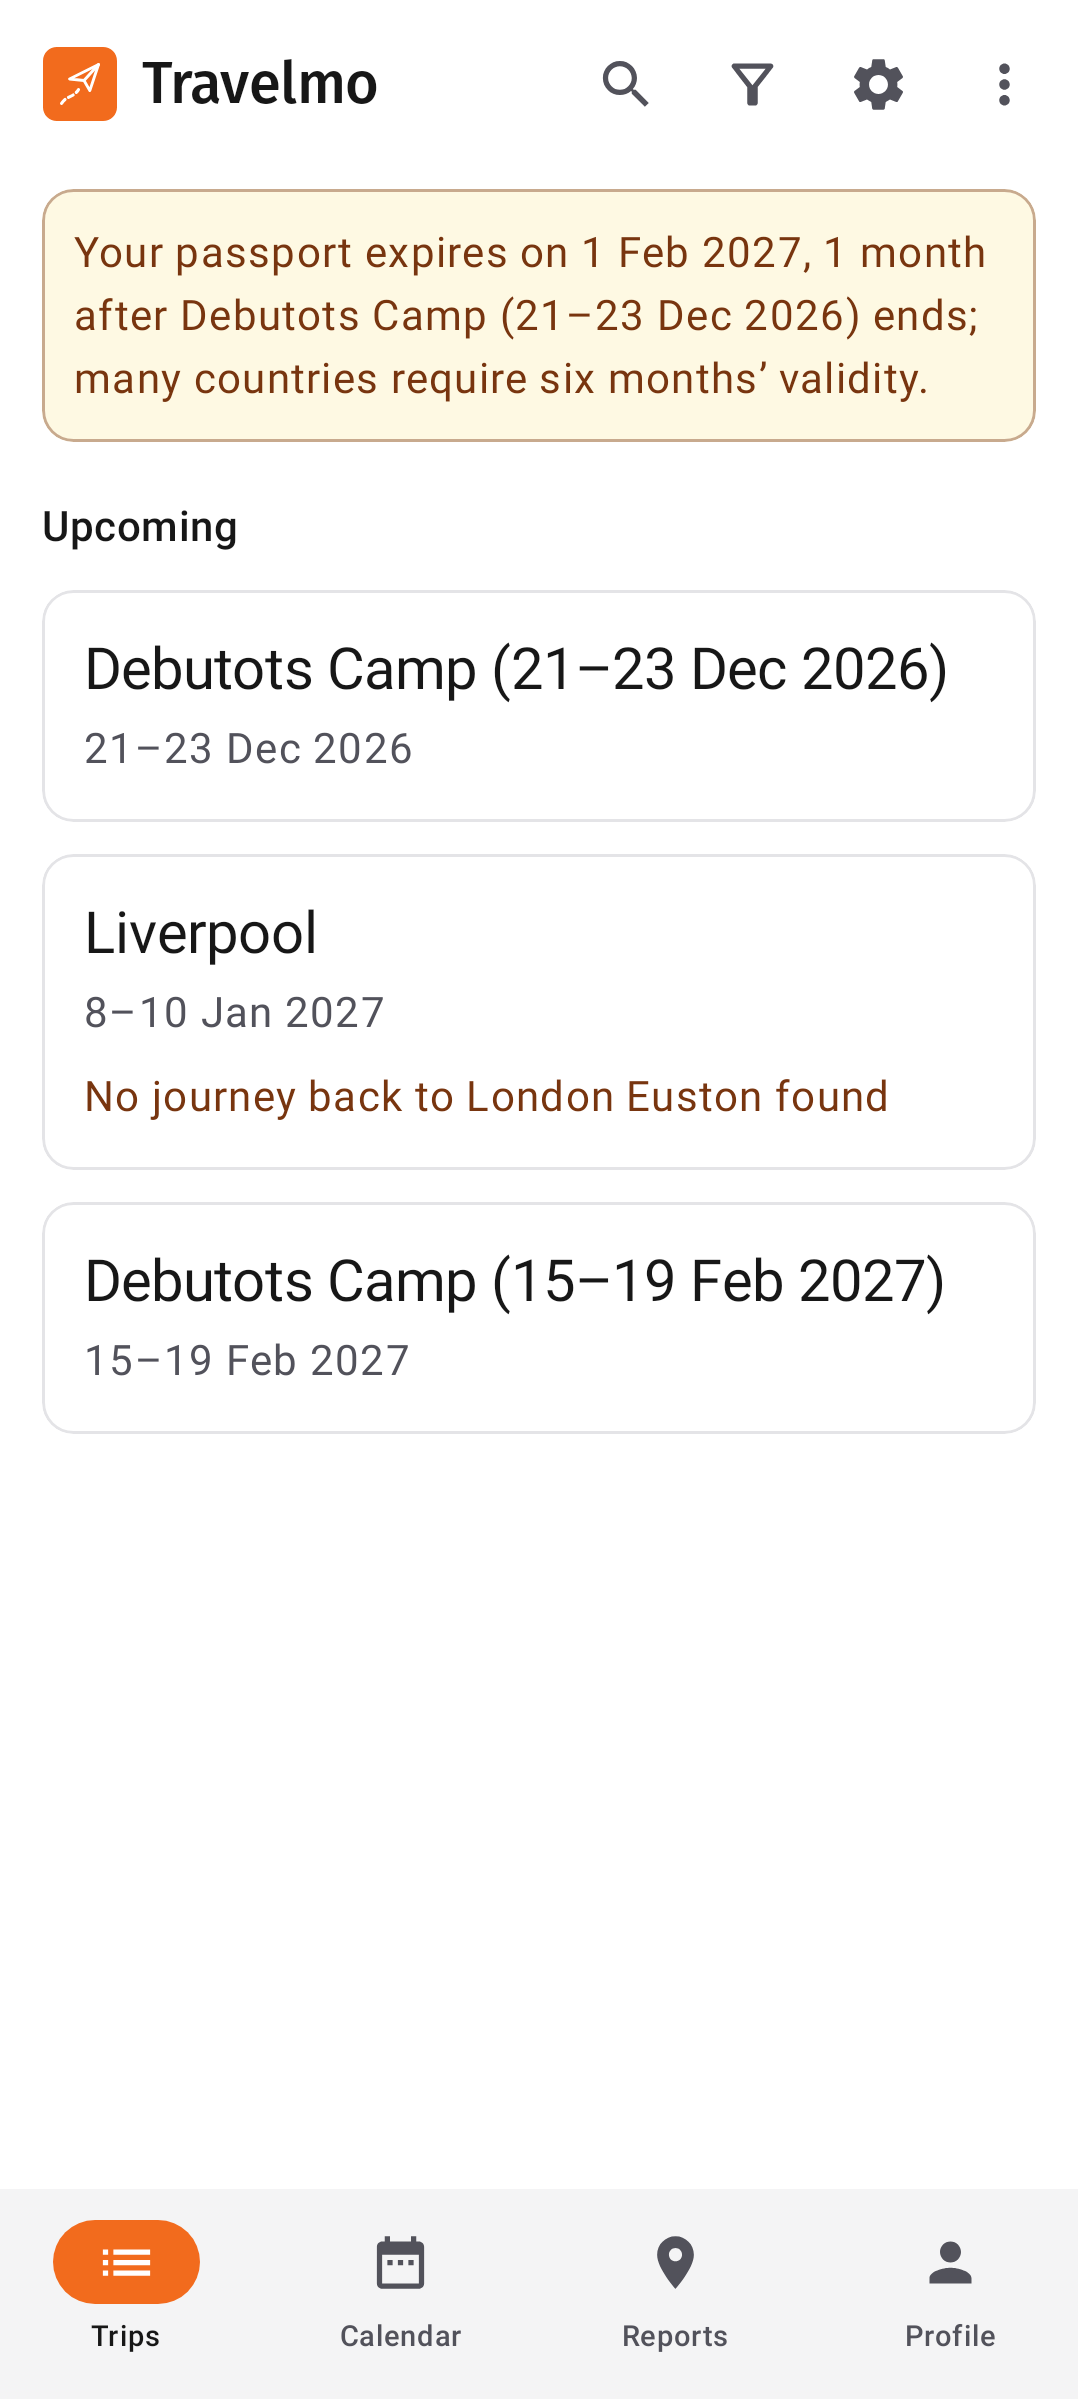 Travelmo
Your passport expires on 1 Feb 2027, 1 month
after Debutots Camp (21–23 Dec 2026) ends;
many countries require six months’ validity.
Upcoming
Debutots Camp (21–23 Dec 2026)
21–23 Dec 2026
Liverpool
8–10 Jan 2027
No journey back to London Euston found
Debutots Camp (15–19 Feb 2027)
15–19 Feb 2027
Trips
Calendar
Reports
Profile